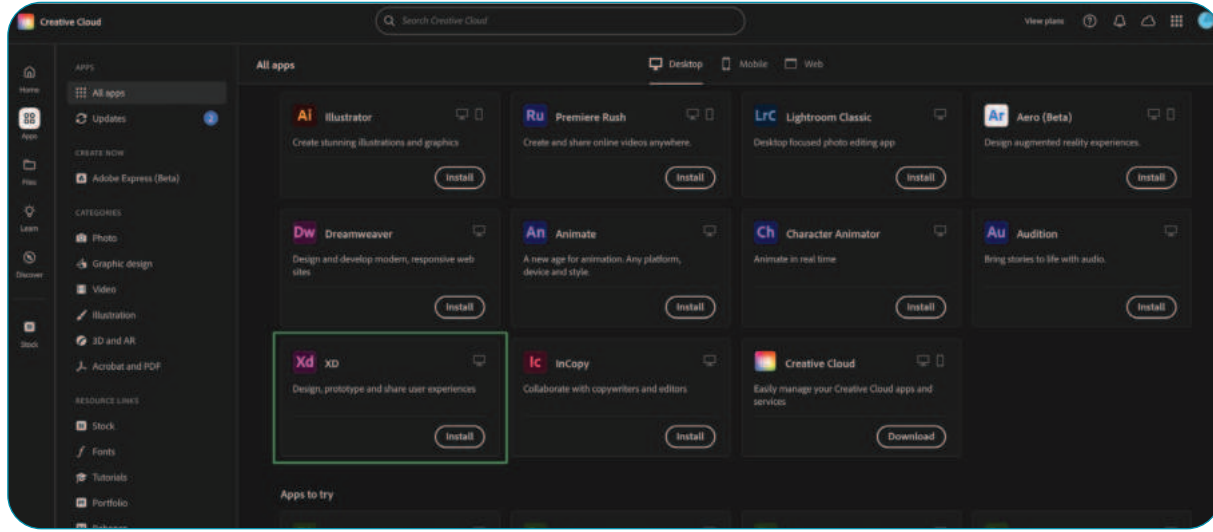 Creative Cloud
Search Creative Cloud
View plans
Home
Apps
Files
Learn
Discover
Stock
APPS
All apps
Updates
2
CREATE NOW
Adobe Express (Beta)
CATEGORIES
Photo
Graphic design
Video
Illustration
3D and AR
Acrobat and PDF
RESOURCE LINKS
Stock
Fonts
Tutorials
Portfolio
Behance
All apps
Desktop
Mobile
Web
Ai Illustrator
Create stunning illustrations and graphics
Install
Ru Premiere Rush
Create and share online videos anywhere.
Install
LrC Lightroom Classic
Desktop focused photo editing app
Install
Ar Aero (Beta)
Design augmented reality experiences.
Install
Dw Dreamweaver
Design and develop modern, responsive web
sites
Install
An Animate
A new age for animation. Any platform,
device and style.
Install
Ch Character Animator
Animate in real time
Install
Au Audition
Bring stories to life with audio.
Install
Xd XD
Design, prototype and share user experiences
Install
Ic InCopy
Collaborate with copywriters and editors
Install
Creative Cloud
Easily manage your Creative Cloud apps and
services
Download
Apps to try